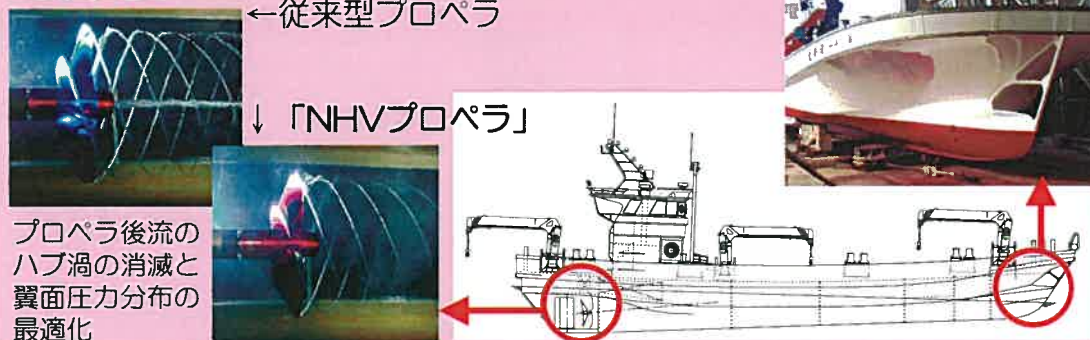 ←従来型プロペラ
↓「NHVプロペラ」
プロペラ後流の
ハブ渦の消滅と
翼面圧力分布の
最適化